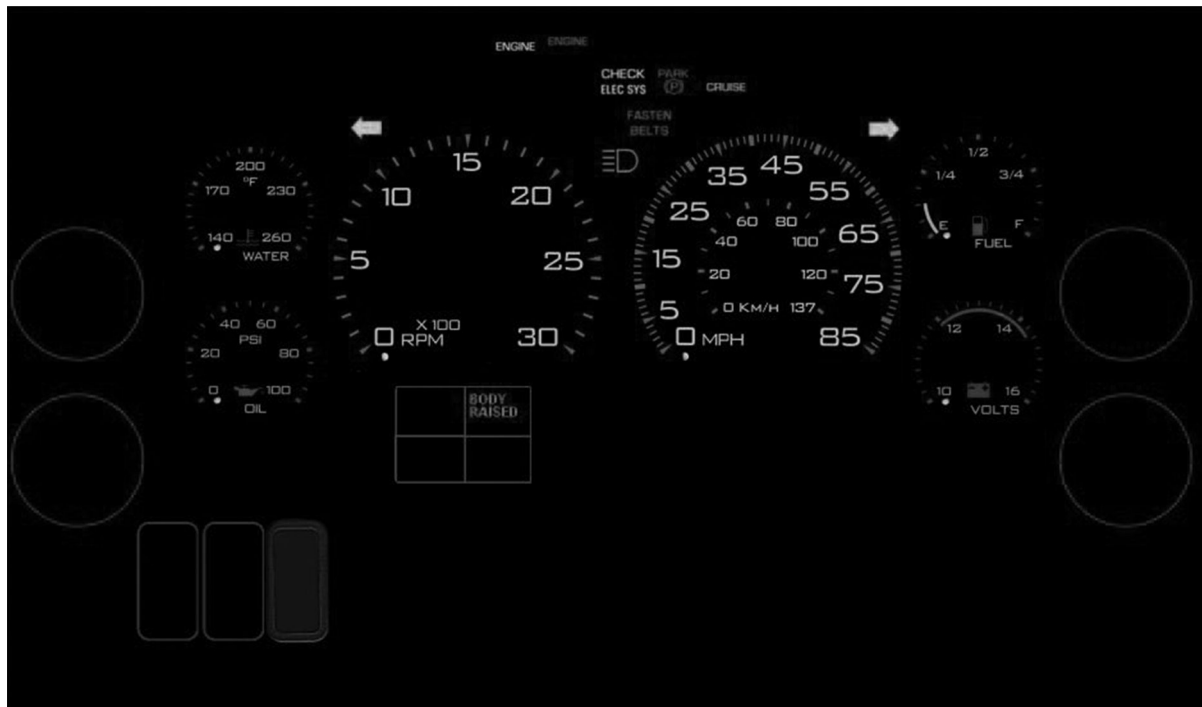 ENGINE ENGINE
CHECK
ELEC SYS
PARK
(P)
CRUISE
FASTEN
BELTS
200
°F
170 230
140 260
WATER
40 60
PSI
20 80
0 100
OIL
15
10 20
5 25
X 100
0 RPM 30
45
35 55
25 65
15 75
5
0 MPH 85
60 80
40 100
20 120
0 KM/H 137
1/2
1/4 3/4
E F
FUEL
12 14
10 16
VOLTS
BODY
RAISED